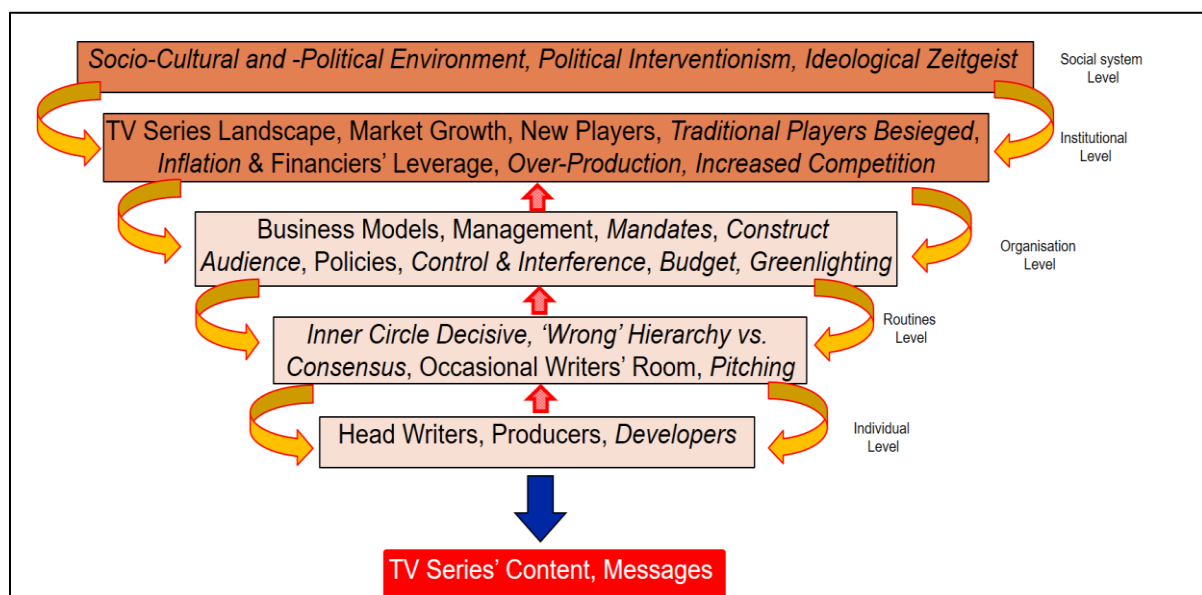 Socio-Cultural and -Political Environment, Political Interventionism, Ideological Zeitgeist
Social system
Level
TV Series Landscape, Market Growth, New Players, Traditional Players Besieged,
Inflation & Financiers’ Leverage, Over-Production, Increased Competition
Institutional
Level
Business Models, Management, Mandates, Construct
Audience, Policies, Control & Interference, Budget, Greenlighting
Organisation
Level
Inner Circle Decisive, ‘Wrong’ Hierarchy vs.
Consensus, Occasional Writers’ Room, Pitching
Routines
Level
Head Writers, Producers, Developers
Individual
Level
TV Series’ Content, Messages